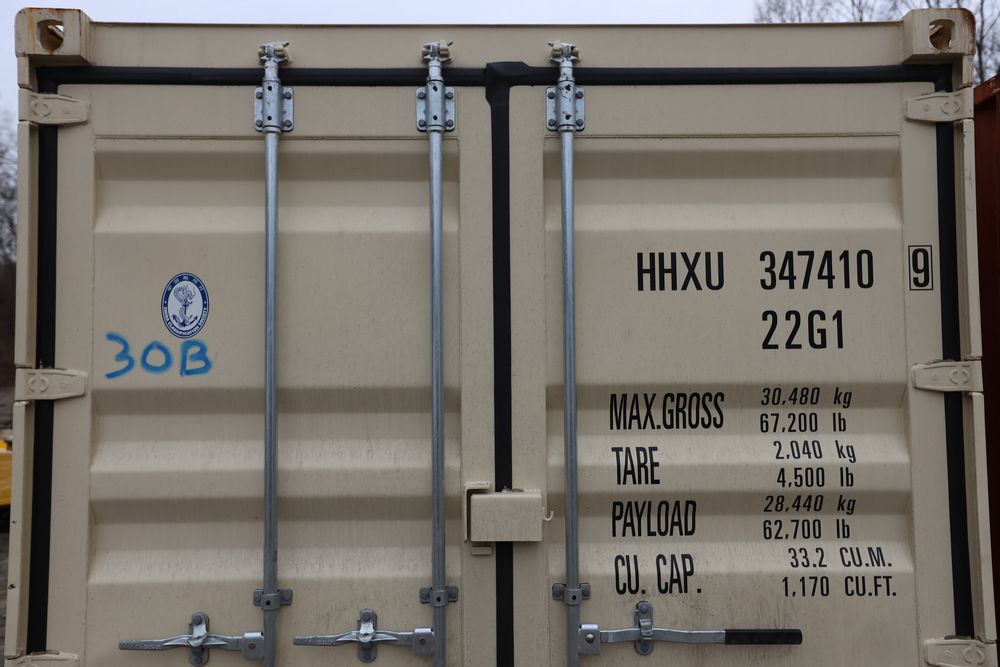 HHXU 347410 9
22G1
30B
MAX.GROSS 30,480 kg
67,200 lb
TARE 2,040 kg
4,500 lb
PAYLOAD 28,440 kg
62,700 lb
CU. CAP. 33.2 CU.M.
1,170 CU.FT.